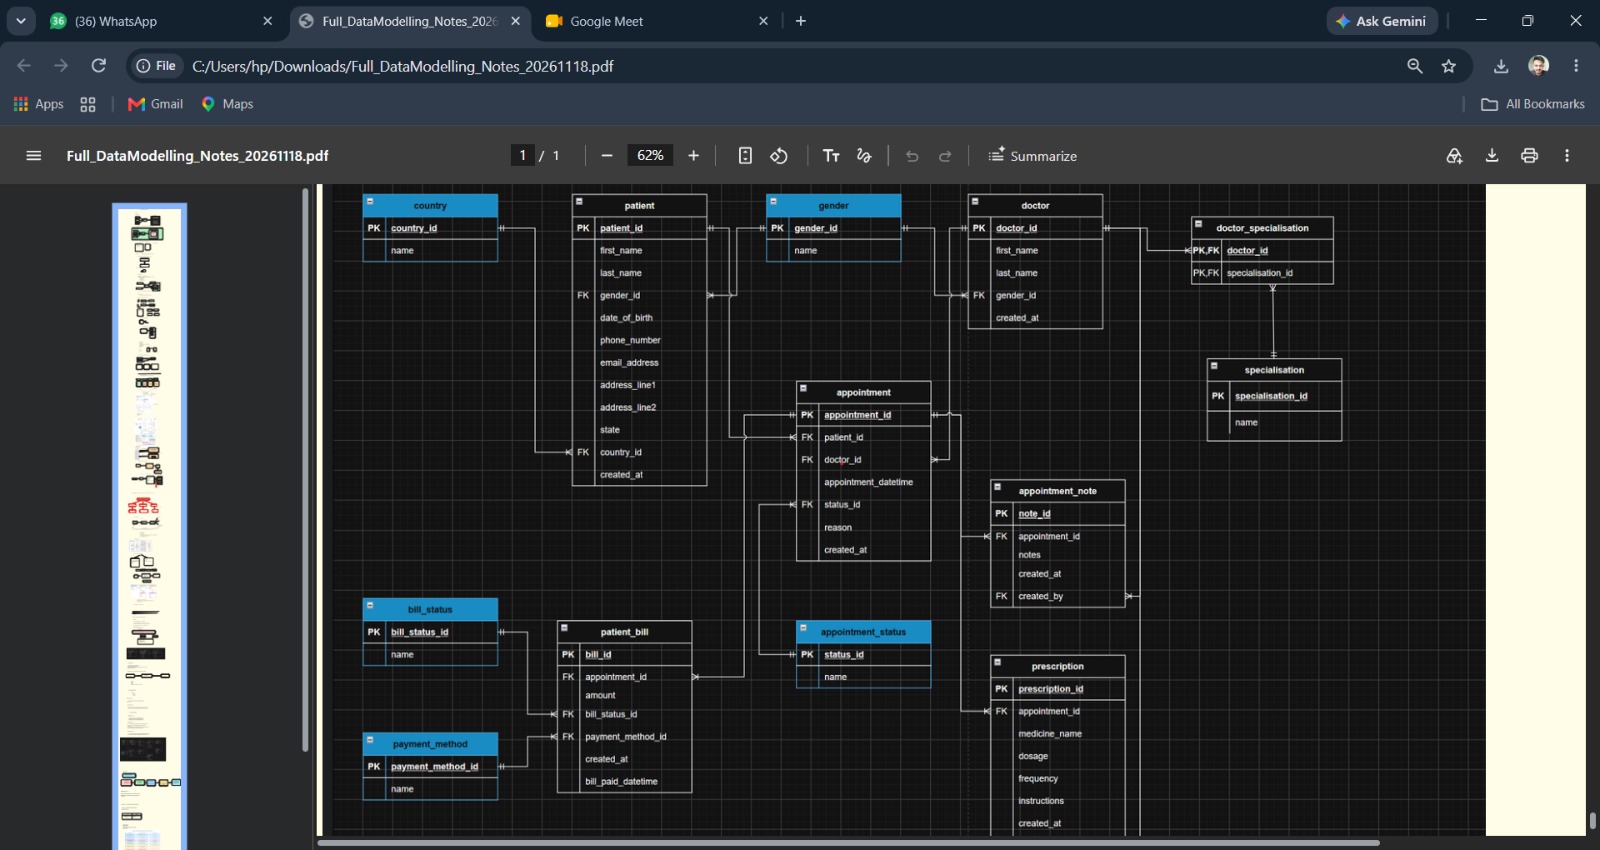 36
(36) WhatsApp
Full_DataModelling_Notes_2026
Google Meet
Ask Gemini
File
C:/Users/hp/Downloads/Full_DataModelling_Notes_20261118.pdf
Apps
Gmail
Maps
All Bookmarks
Full_DataModelling_Notes_20261118.pdf
1 / 1
62%
Summarize
country
PK country_id
name
patient
PK patient_id
first_name
last_name
FK gender_id
date_of_birth
phone_number
email_address
address_line1
address_line2
state
FK country_id
created_at
gender
PK gender_id
name
doctor
PK doctor_id
first_name
last_name
FK gender_id
created_at
doctor_specialisation
PK,FK doctor_id
PK,FK specialisation_id
specialisation
PK specialisation_id
name
appointment
PK appointment_id
FK patient_id
FK doctor_id
appointment_datetime
FK status_id
reason
created_at
appointment_note
PK note_id
FK appointment_id
notes
created_at
FK created_by
bill_status
PK bill_status_id
name
patient_bill
PK bill_id
FK appointment_id
amount
FK bill_status_id
FK payment_method_id
created_at
bill_paid_datetime
appointment_status
PK status_id
name
payment_method
PK payment_method_id
name
prescription
PK prescription_id
FK appointment_id
medicine_name
dosage
frequency
instructions
created_at